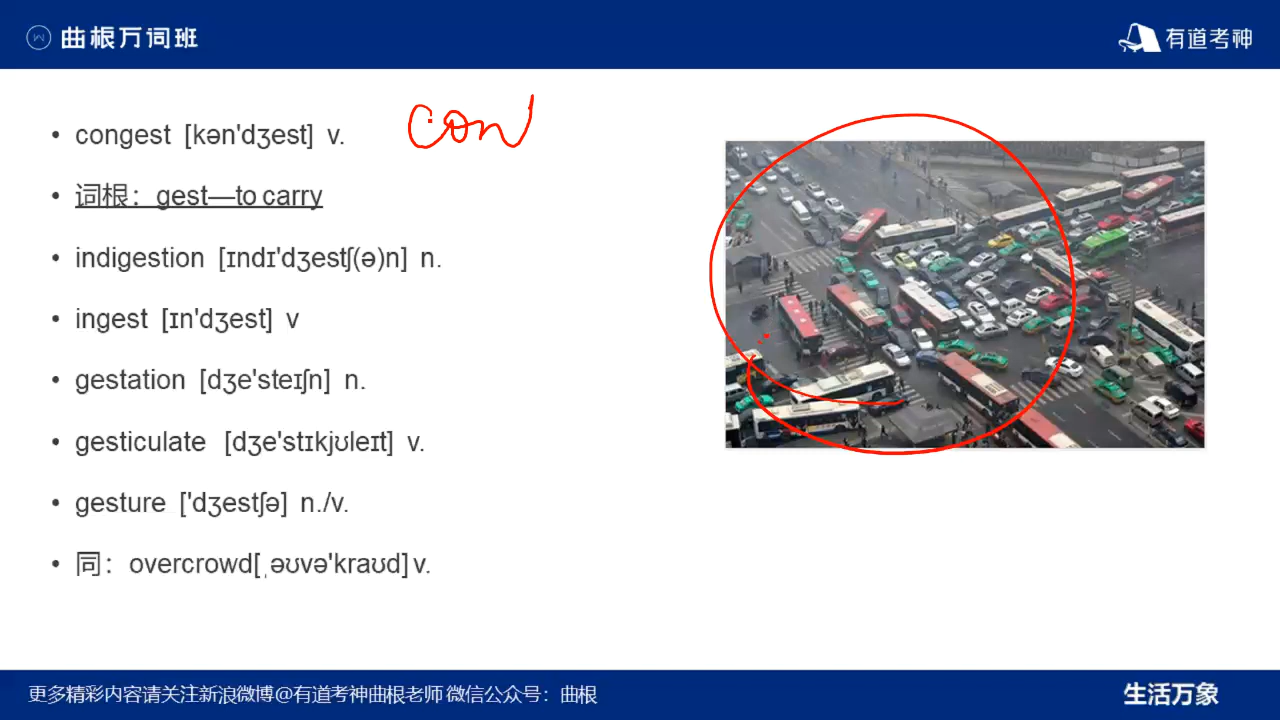 曲根万词班
有道考神
congest [kən'dʒest] v.
con
词根：gest—to carry
indigestion [ɪndɪ'dʒestʃ(ə)n] n.
ingest [ɪn'dʒest] v
gestation [dʒe'steɪʃn] n.
gesticulate [dʒe'stɪkjʊleɪt] v.
gesture ['dʒestʃə] n./v.
同：overcrowd[ˌəʊvə'kraʊd] v.
更多精彩内容请关注新浪微博@有道考神曲根老师 微信公众号：曲根
生活万象